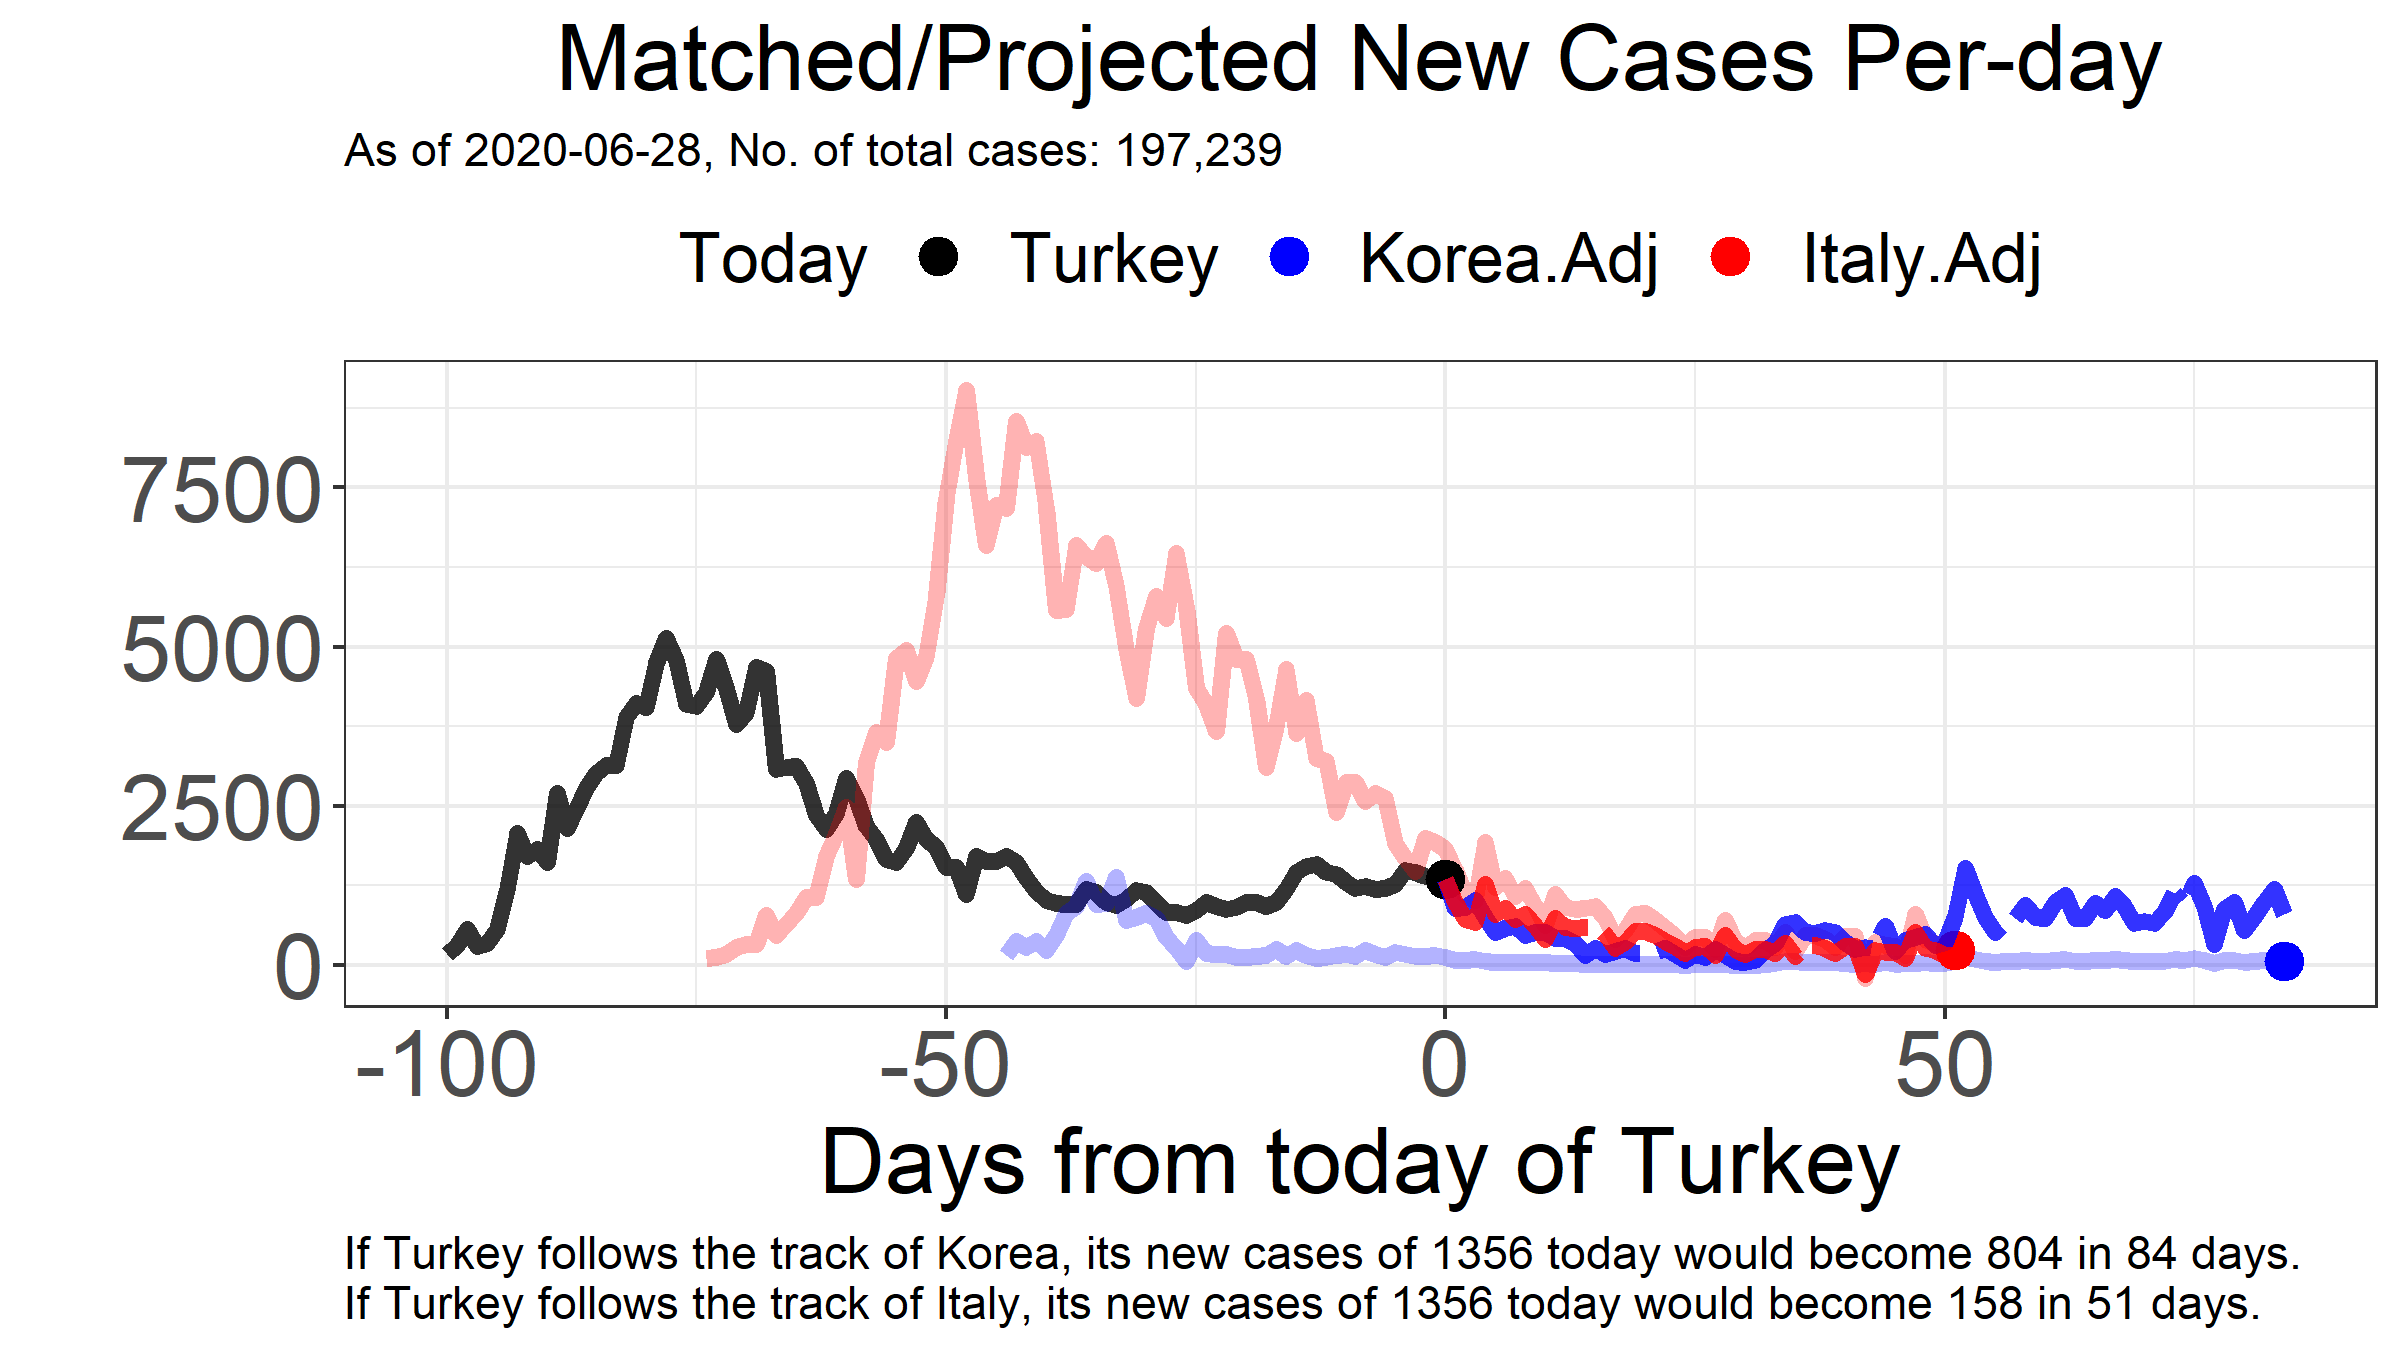 Matched/Projected New Cases Per-day
As of 2020-06-28, No. of total cases: 197,239
Today Turkey Korea.Adj Italy.Adj
7500
5000
2500
0
-100 -50 0 50
Days from today of Turkey
If Turkey follows the track of Korea, its new cases of 1356 today would become 804 in 84 days.
If Turkey follows the track of Italy, its new cases of 1356 today would become 158 in 51 days.